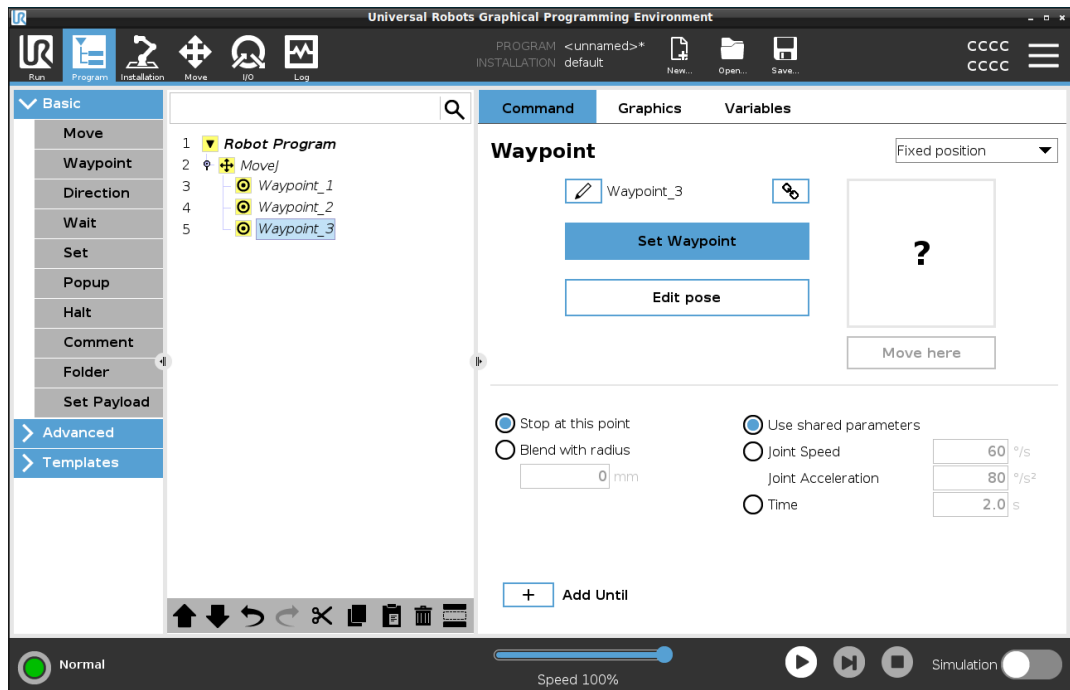 Universal Robots Graphical Programming Environment
UR
Run
Program
Installation
Move
I/O
Log
PROGRAM <unnamed>*
INSTALLATION default
New...
Open...
Save...
CCCC
CCCC
Basic
Move
Waypoint
Direction
Wait
Set
Popup
Halt
Comment
Folder
Set Payload
Advanced
Templates
1 Robot Program
2 MoveJ
3 Waypoint_1
4 Waypoint_2
5 Waypoint_3
Command Graphics Variables
Waypoint
Fixed position
Waypoint_3
Set Waypoint
Edit pose
?
Move here
Stop at this point
Blend with radius
0 mm
Use shared parameters
Joint Speed 60 °/s
Joint Acceleration 80 °/s²
Time 2.0 s
+ Add Until
Normal
Speed 100%
Simulation